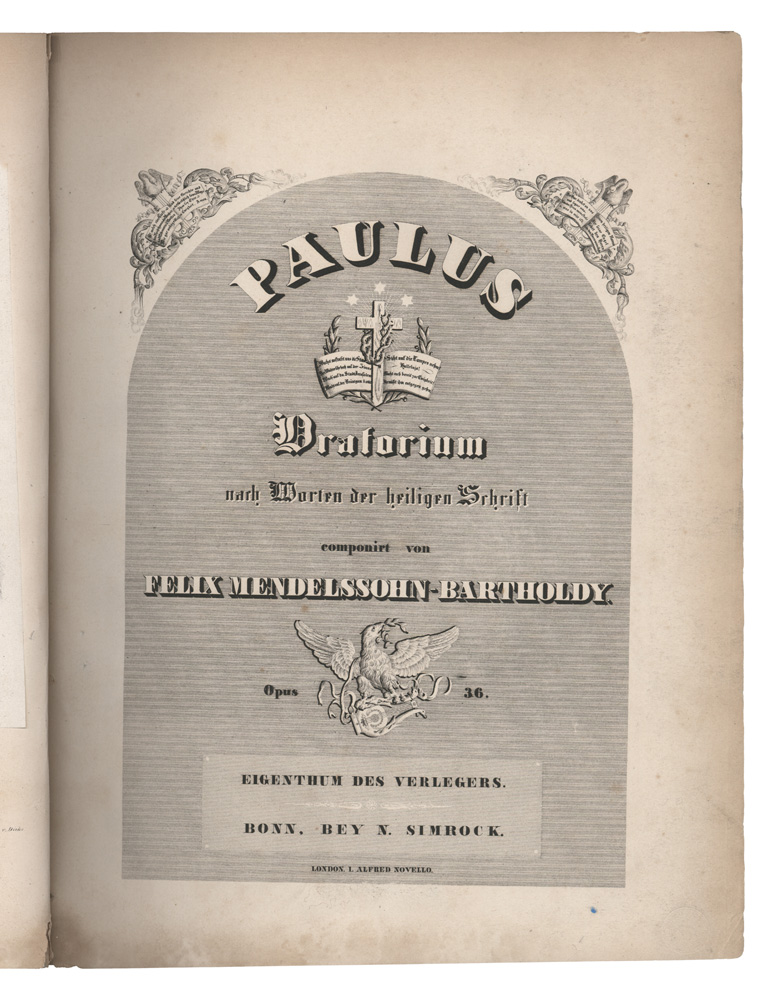 PAULUS
Oratorium
nach Worten der heiligen Schrift
componirt von
FELIX MENDELSSOHN-BARTHOLDY.
Opus 36.
EIGENTHUM DES VERLEGERS.
BONN, BEY N. SIMROCK.
LONDON, I. ALFRED NOVELLO.